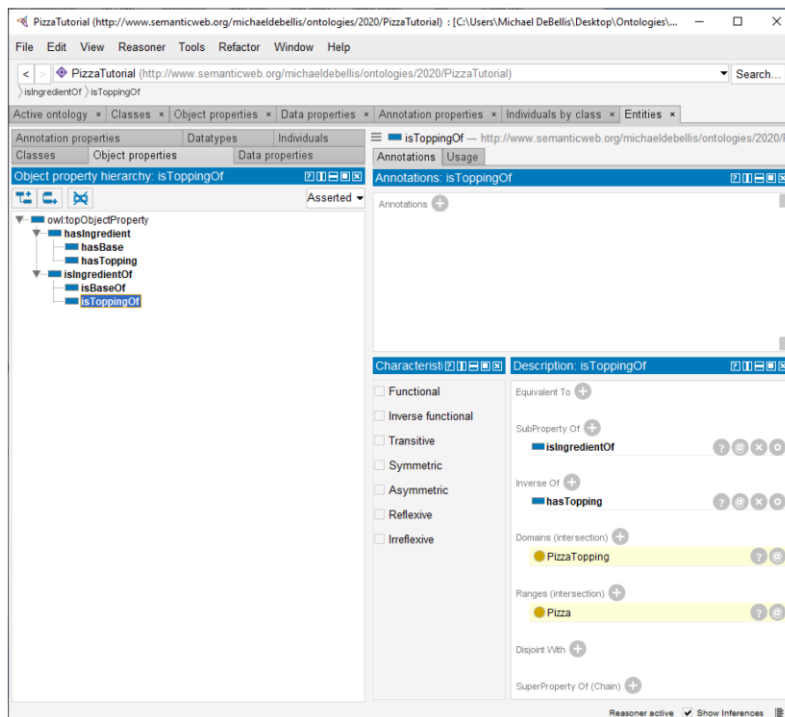 PizzaTutorial (http://www.semanticweb.org/michaeldebellis/ontologies/2020/PizzaTutorial) : [C:\Users\Michael DeBellis\Desktop\Ontologies\...
File Edit View Reasoner Tools Refactor Window Help
< > PizzaTutorial (http://www.semanticweb.org/michaeldebellis/ontologies/2020/PizzaTutorial) Search...
isIngredientOf isToppingOf
Active ontology × Classes × Object properties × Data properties × Annotation properties × Individuals by class × Entities ×
Annotation properties Datatypes Individuals
Classes Object properties Data properties
Object property hierarchy: isToppingOf
Asserted
owl:topObjectProperty
hasIngredient
hasBase
hasTopping
isIngredientOf
isBaseOf
isToppingOf
isToppingOf — http://www.semanticweb.org/michaeldebellis/ontologies/2020/
Annotations Usage
Annotations: isToppingOf
Annotations
Characteristi
Functional
Inverse functional
Transitive
Symmetric
Asymmetric
Reflexive
Irreflexive
Description: isToppingOf
Equivalent To
SubProperty Of
isIngredientOf
Inverse Of
hasTopping
Domains (intersection)
PizzaTopping
Ranges (intersection)
Pizza
Disjoint With
SuperProperty Of (Chain)
Reasoner active Show Inferences